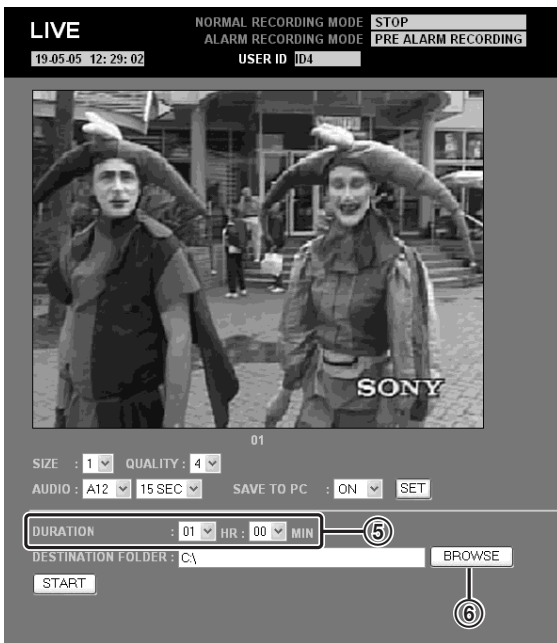 LIVE
NORMAL RECORDING MODE STOP
ALARM RECORDING MODE PRE ALARM RECORDING
19-05-05 12: 29: 02 USER ID ID4
SONY
01
SIZE : 1 QUALITY : 4
AUDIO : A12 15 SEC SAVE TO PC : ON SET
DURATION : 01 HR : 00 MIN ⑤
DESTINATION FOLDER : C:\ BROWSE
START ⑥